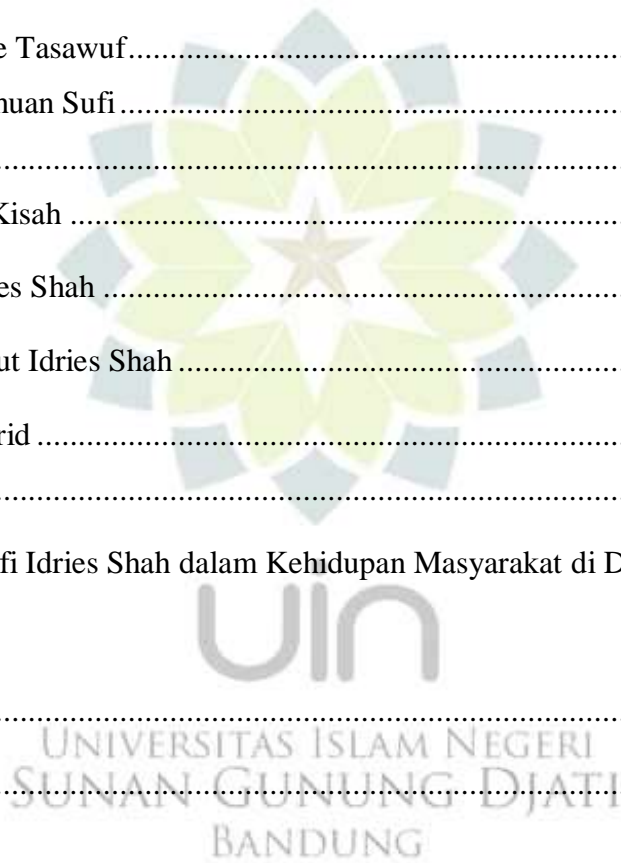 e Tasawuf..........................................................................
nuan Sufi..........................................................................
..........................................................................
Kisah ..........................................................................
es Shah ..........................................................................
ut Idries Shah ..........................................................................
rid ..........................................................................
..........................................................................
fi Idries Shah dalam Kehidupan Masyarakat di D
uin
..........................................................................
UNIVERSITAS ISLAM NEGERI
..........................................................................
SUNAN GUNUNG DJATI
BANDUNG